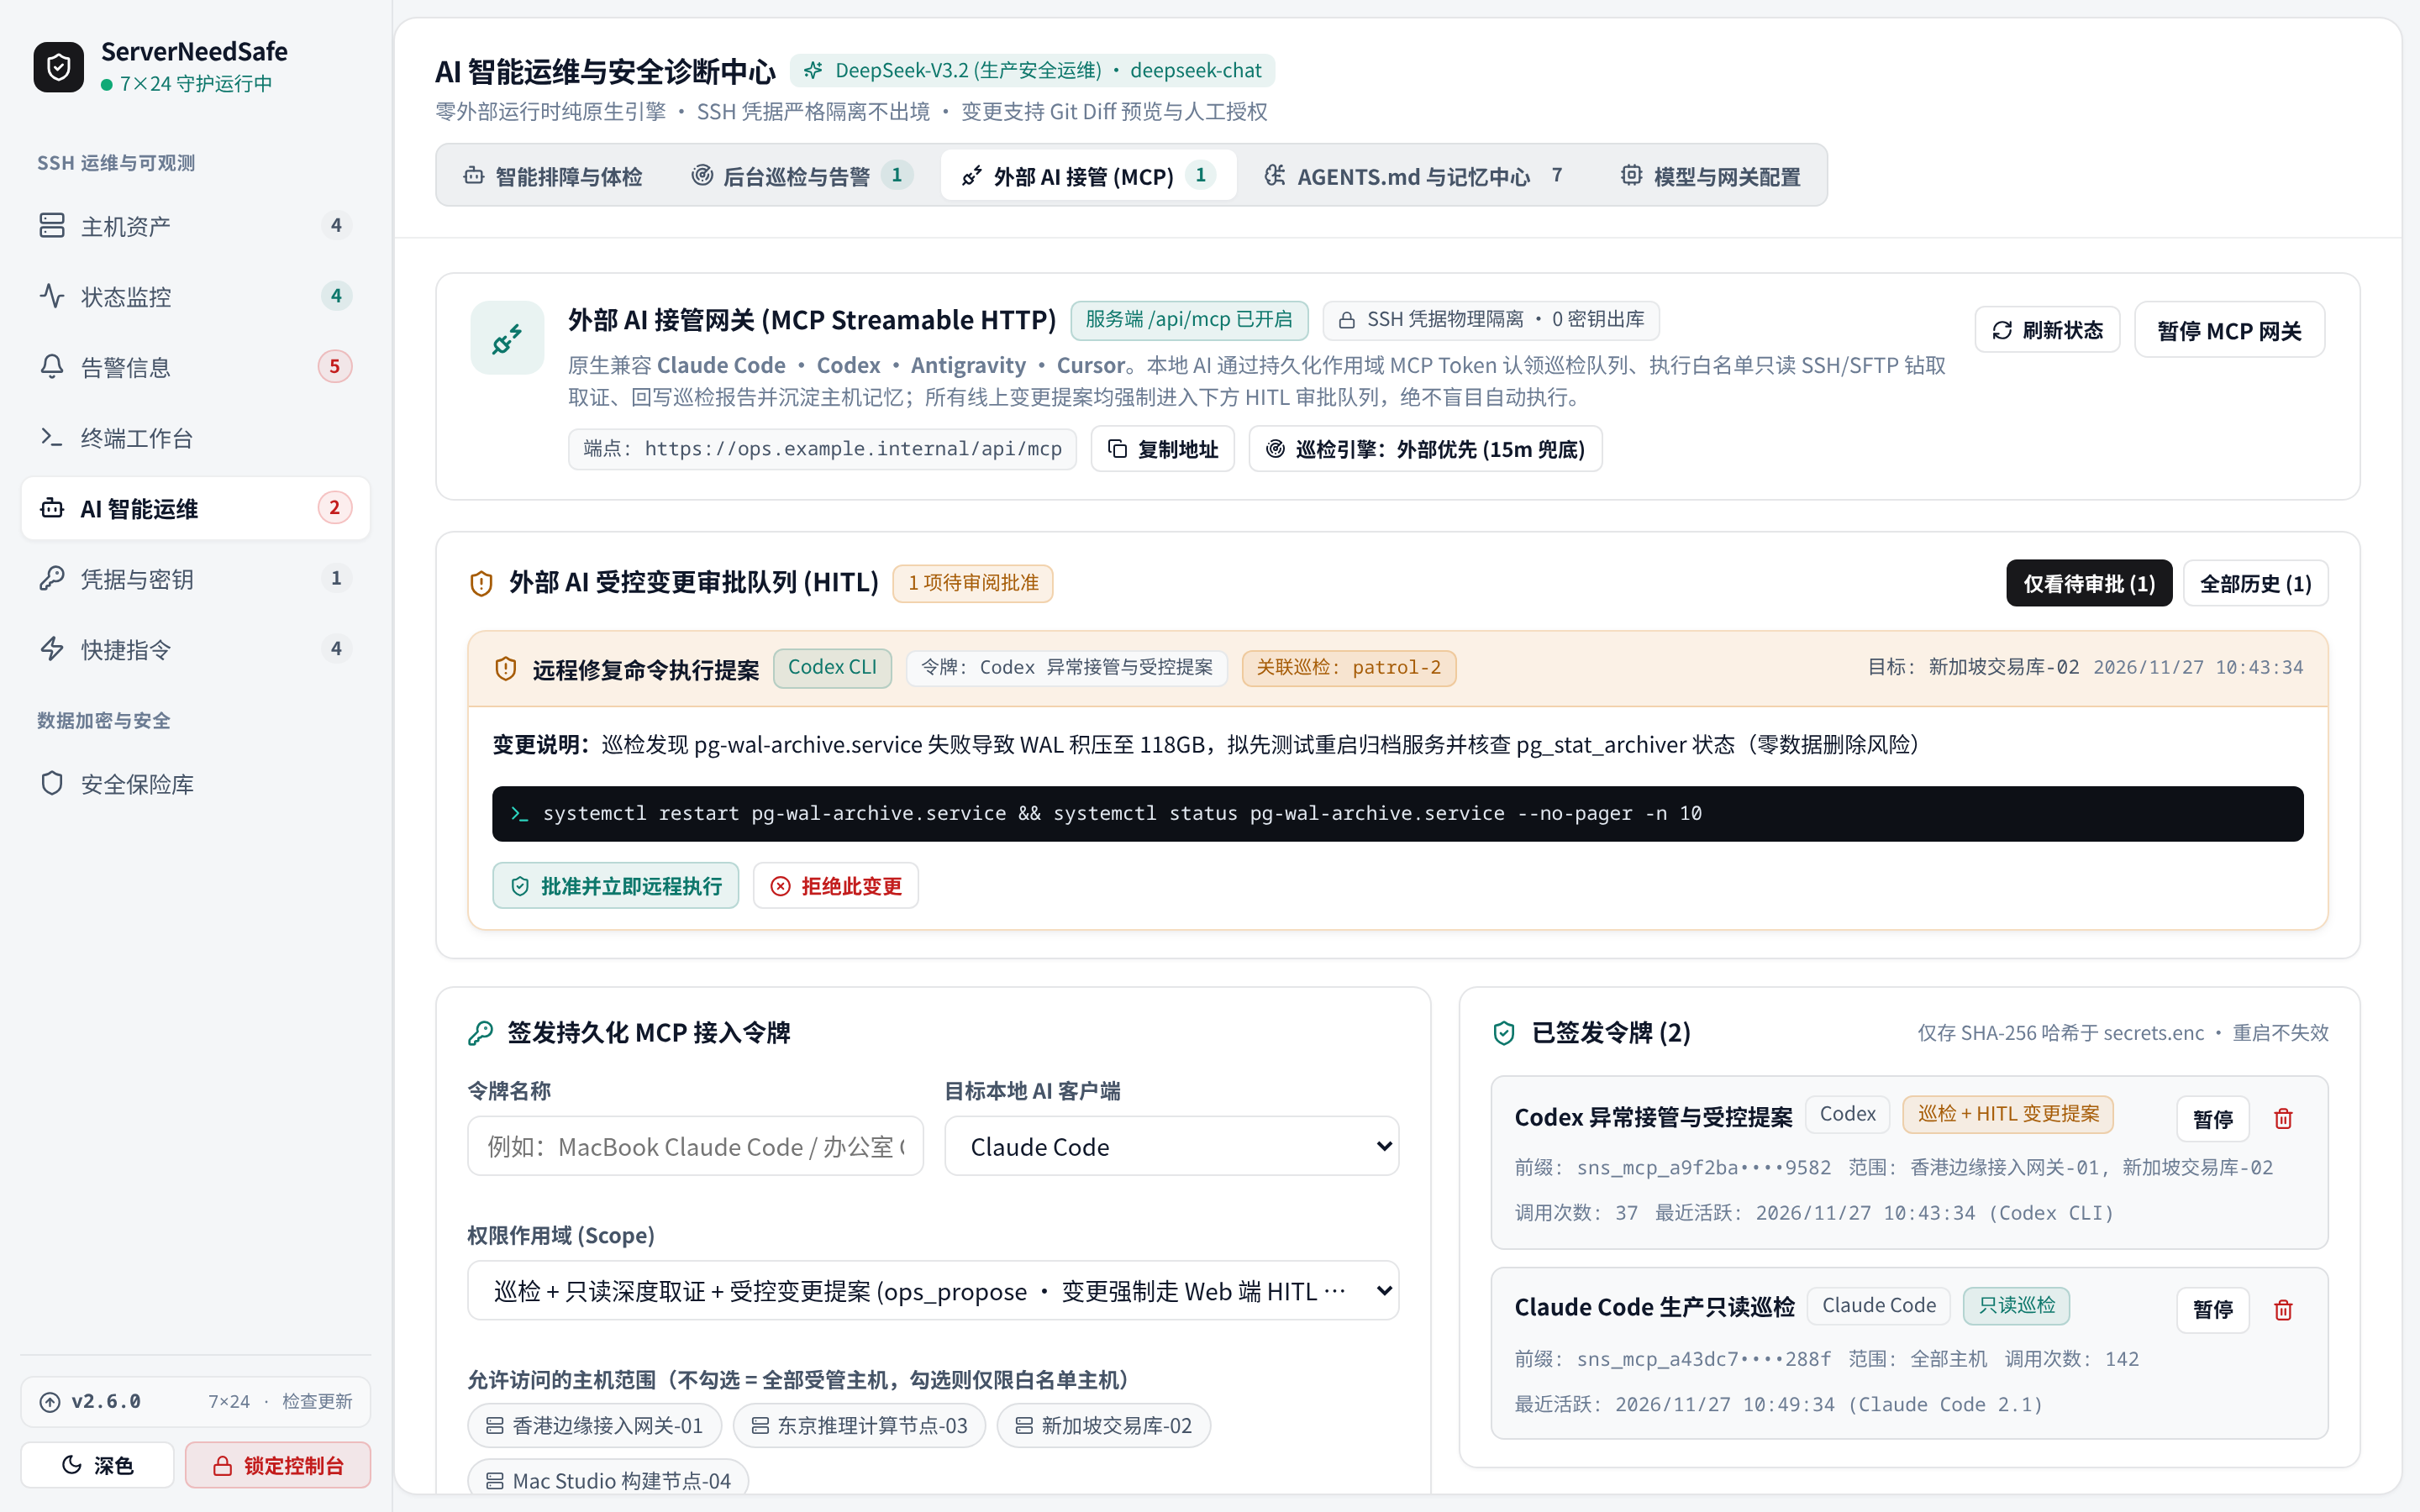 ServerNeedSafe
7×24 守护运行中
SSH 运维与可观测
主机资产 4
状态监控 4
告警信息 5
终端工作台
AI 智能运维 2
凭据与密钥 1
快捷指令 4
数据加密与安全
安全保险库
v2.6.0 7×24 · 检查更新
深色 锁定控制台
AI 智能运维与安全诊断中心 DeepSeek-V3.2 (生产安全运维) • deepseek-chat
零外部运行时纯原生引擎 • SSH 凭据严格隔离不出境 • 变更支持 Git Diff 预览与人工授权
智能排障与体检 后台巡检与告警 1 外部 AI 接管 (MCP) 1 AGENTS.md 与记忆中心 7 模型与网关配置
外部 AI 接管网关 (MCP Streamable HTTP) 服务端 /api/mcp 已开启 SSH 凭据物理隔离 • 0 密钥出库 刷新状态 暂停 MCP 网关
原生兼容 Claude Code • Codex • Antigravity • Cursor。本地 AI 通过持久化作用域 MCP Token 认领巡检队列、执行白名单只读 SSH/SFTP 钻取
取证、回写巡检报告并沉淀主机记忆；所有线上变更提案均强制进入下方 HITL 审批队列，绝不盲目自动执行。
端点: https://ops.example.internal/api/mcp 复制地址 巡检引擎：外部优先 (15m 兜底)
外部 AI 受控变更审批队列 (HITL) 1 项待审阅批准 仅看待审批 (1) 全部历史 (1)
远程修复命令执行提案 Codex CLI 令牌: Codex 异常接管与受控提案 关联巡检: patrol-2 目标: 新加坡交易库-02 2026/11/27 10:43:34
变更说明：巡检发现 pg-wal-archive.service 失败导致 WAL 积压至 118GB，拟先测试重启归档服务并核查 pg_stat_archiver 状态（零数据删除风险）
systemctl restart pg-wal-archive.service && systemctl status pg-wal-archive.service --no-pager -n 10
批准并立即远程执行 拒绝此变更
签发持久化 MCP 接入令牌
令牌名称 目标本地 AI 客户端
例如：MacBook Claude Code / 办公室 Claude Code
权限作用域 (Scope)
巡检 + 只读深度取证 + 受控变更提案 (ops_propose • 变更强制走 Web 端 HITL ···
允许访问的主机范围（不勾选 = 全部受管主机，勾选则仅限白名单主机）
香港边缘接入网关-01 东京推理计算节点-03 新加坡交易库-02
Mac Studio 构建节点-04
已签发令牌 (2) 仅存 SHA-256 哈希于 secrets.enc • 重启不失效
Codex 异常接管与受控提案 Codex 巡检 + HITL 变更提案 暂停
前缀: sns_mcp_a9f2ba••••9582 范围: 香港边缘接入网关-01, 新加坡交易库-02
调用次数: 37 最近活跃: 2026/11/27 10:43:34 (Codex CLI)
Claude Code 生产只读巡检 Claude Code 只读巡检 暂停
前缀: sns_mcp_a43dc7••••288f 范围: 全部主机 调用次数: 142
最近活跃: 2026/11/27 10:49:34 (Claude Code 2.1)